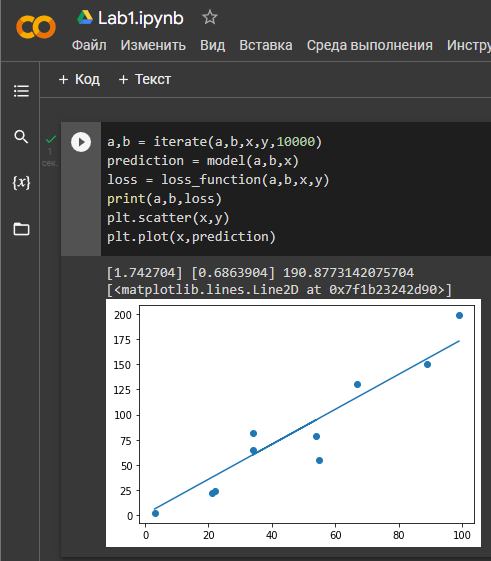 Lab1.ipynb
Файл Изменить Вид Вставка Среда выполнения Инстру
+ Код + Текст
1
сек.
{x}
a,b = iterate(a,b,x,y,10000)
prediction = model(a,b,x)
loss = loss_function(a,b,x,y)
print(a,b,loss)
plt.scatter(x,y)
plt.plot(x,prediction)
[1.742704] [0.6863904] 190.8773142075704
[<matplotlib.lines.Line2D at 0x7f1b23242d90>]
200
175
150
125
100
75
50
25
0
0 20 40 60 80 100